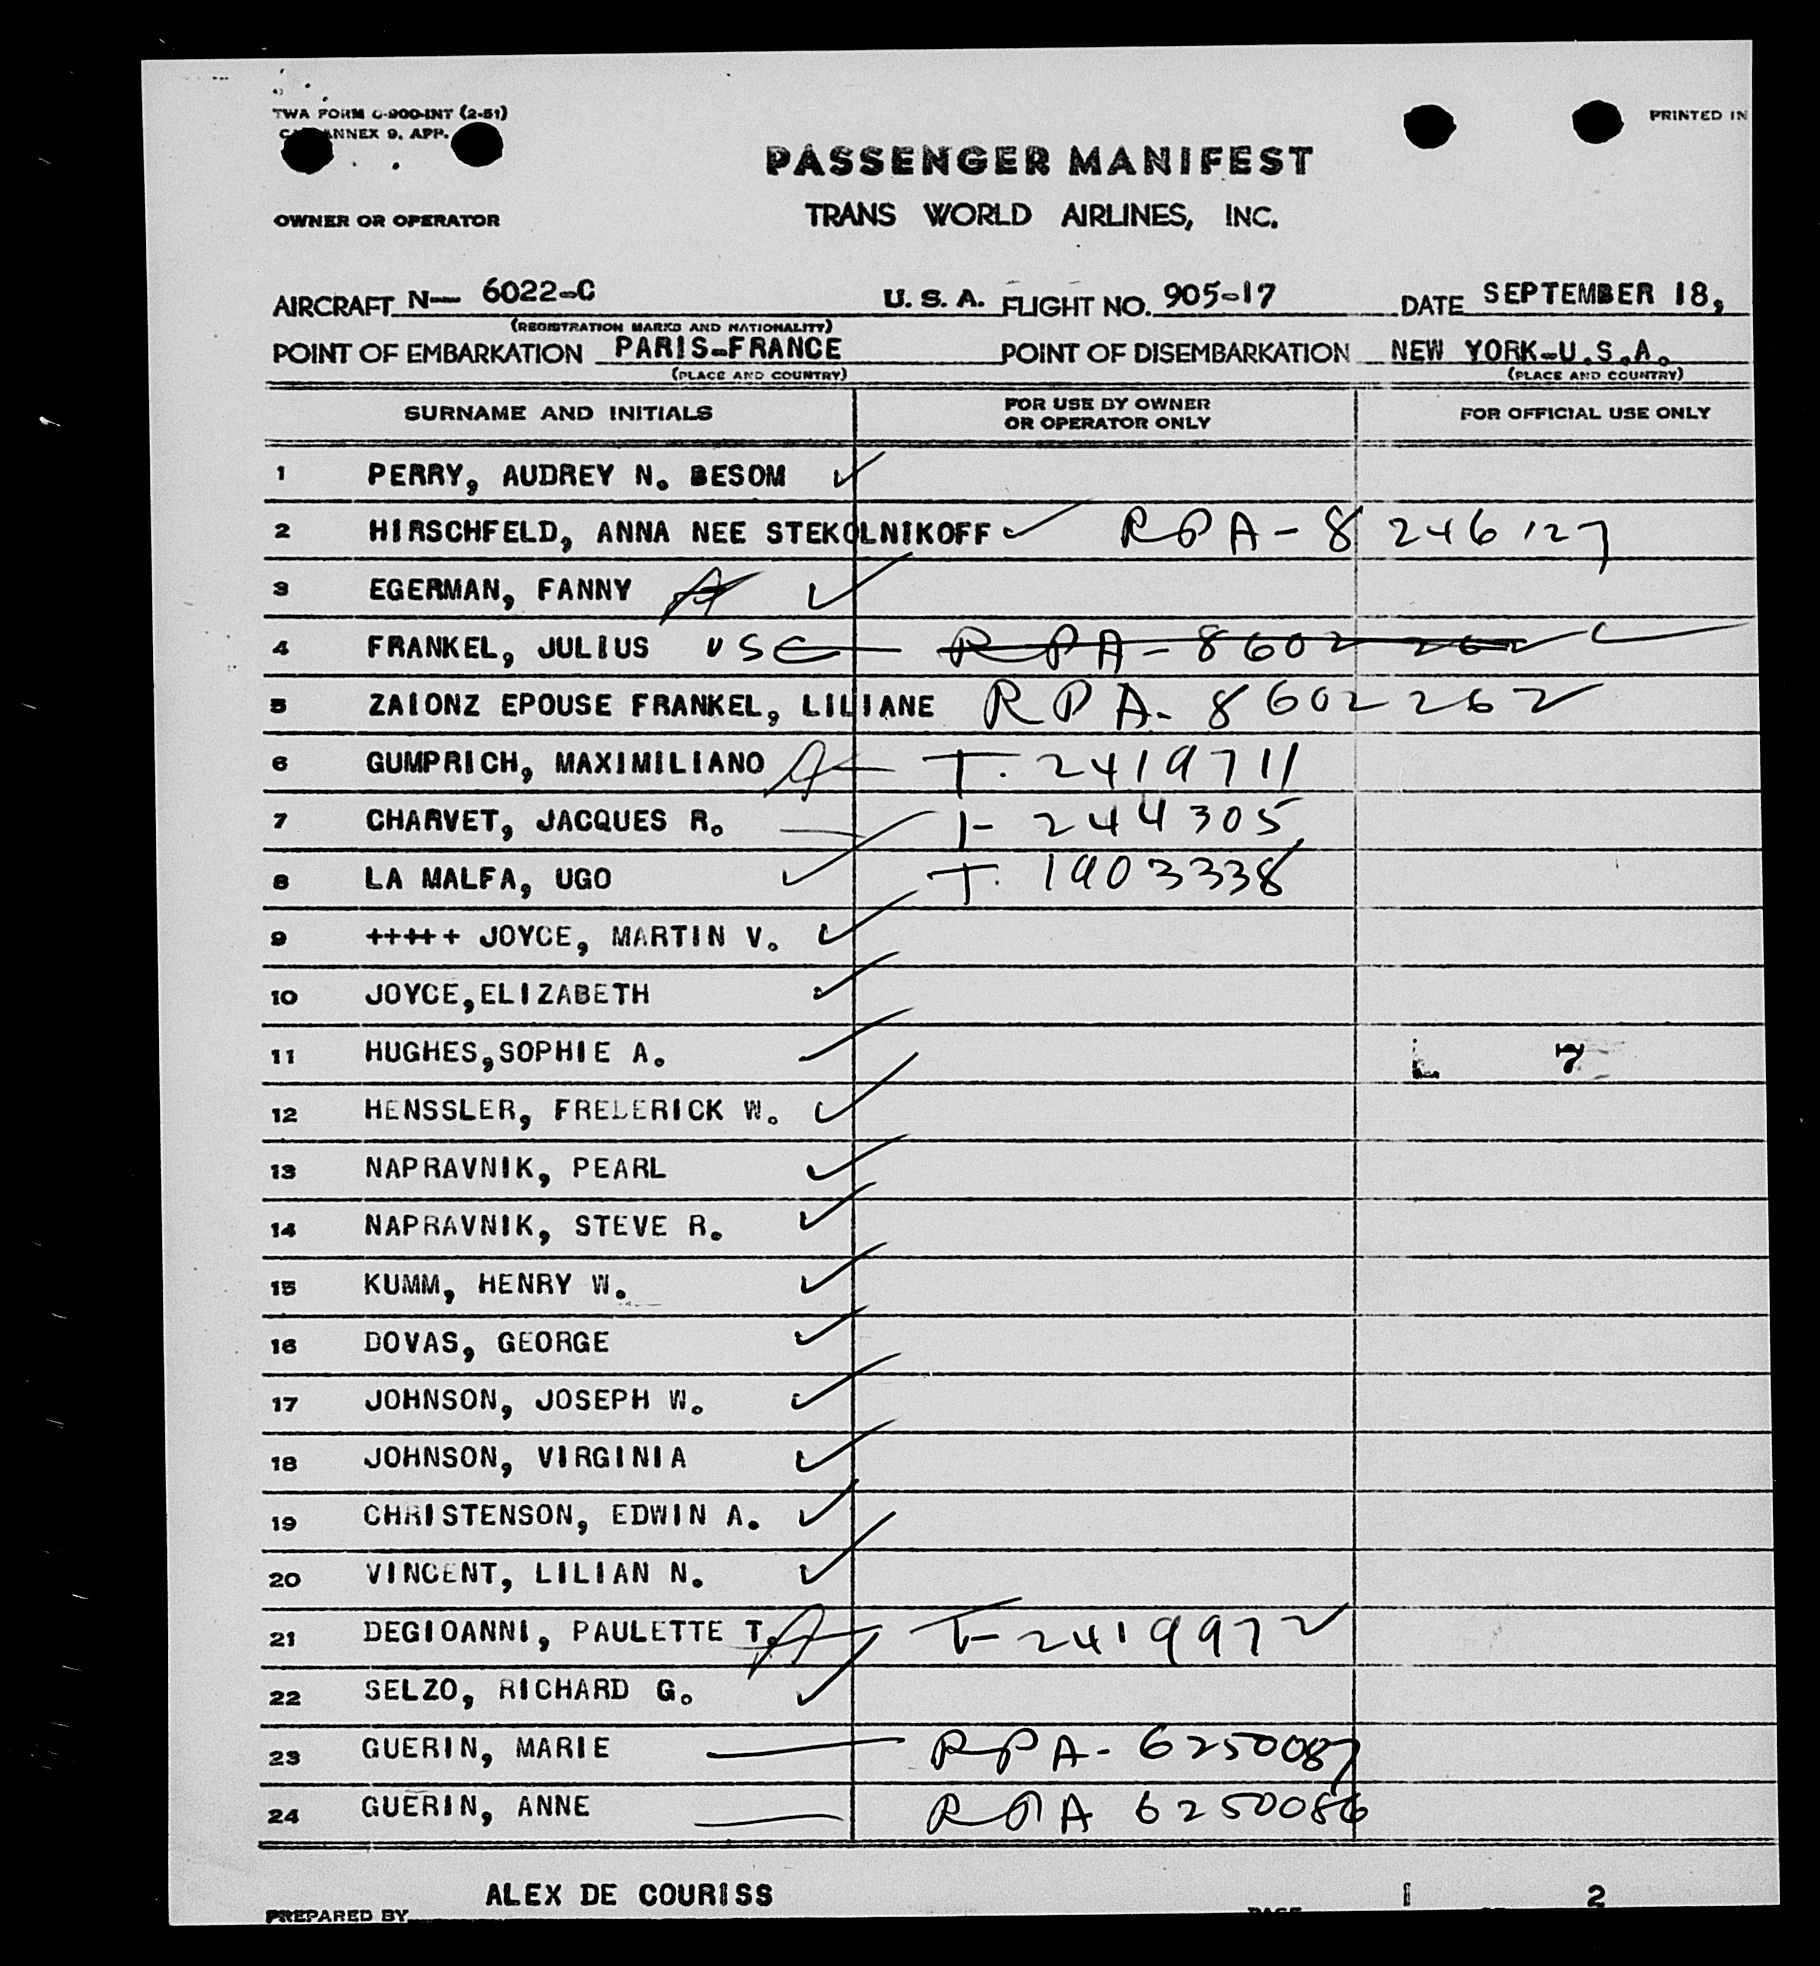 TWA FORM O-900-INT (2-51)
ANNEX 9, APP.
PRINTED IN
PASSENGER MANIFEST
OWNER OR OPERATOR
TRANS WORLD AIRLINES, INC.
AIRCRAFT N— 6022-C U. S. A. FLIGHT NO. 905-17 DATE SEPTEMBER 18,
(REGISTRATION MARKS AND NATIONALITY)
POINT OF EMBARKATION PARIS-FRANCE POINT OF DISEMBARKATION NEW YORK-U.S.A.
(PLACE AND COUNTRY) (PLACE AND COUNTRY)
SURNAME AND INITIALS FOR USE BY OWNER OR OPERATOR ONLY FOR OFFICIAL USE ONLY
1 PERRY, AUDREY N. BESOM ✓
2 HIRSCHFELD, ANNA NEE STEKOLNIKOFF ✓ RPA-8 246 127
3 EGERMAN, FANNY A ✓
4 FRANKEL, JULIUS USC RPA-8602262
5 ZAIONZ EPOUSE FRANKEL, LILIANE RPA-8602262
6 GUMPRICH, MAXIMILIANO A T. 2419711
7 CHARVET, JACQUES R. T- 244305
8 LA MALFA, UGO ✓ T. 1903338
9 +++++ JOYCE, MARTIN V. ✓
10 JOYCE,ELIZABETH ✓
11 HUGHES,SOPHIE A. ✓
12 HENSSLER, FREDERICK W. ✓
13 NAPRAVNIK, PEARL ✓
14 NAPRAVNIK, STEVE R. ✓
15 KUMM, HENRY W. ✓
16 DOVAS, GEORGE ✓
17 JOHNSON, JOSEPH W. ✓
18 JOHNSON, VIRGINIA ✓
19 CHRISTENSON, EDWIN A. ✓
20 VINCENT, LILIAN N. ✓
21 DEGIOANNI, PAULETTE T. A T-2419972
22 SELZO, RICHARD G. ✓
23 GUERIN, MARIE RPA-6250087
24 GUERIN, ANNE RPA 6250086
PREPARED BY ALEX DE COURISS PAGE 1 OF 2